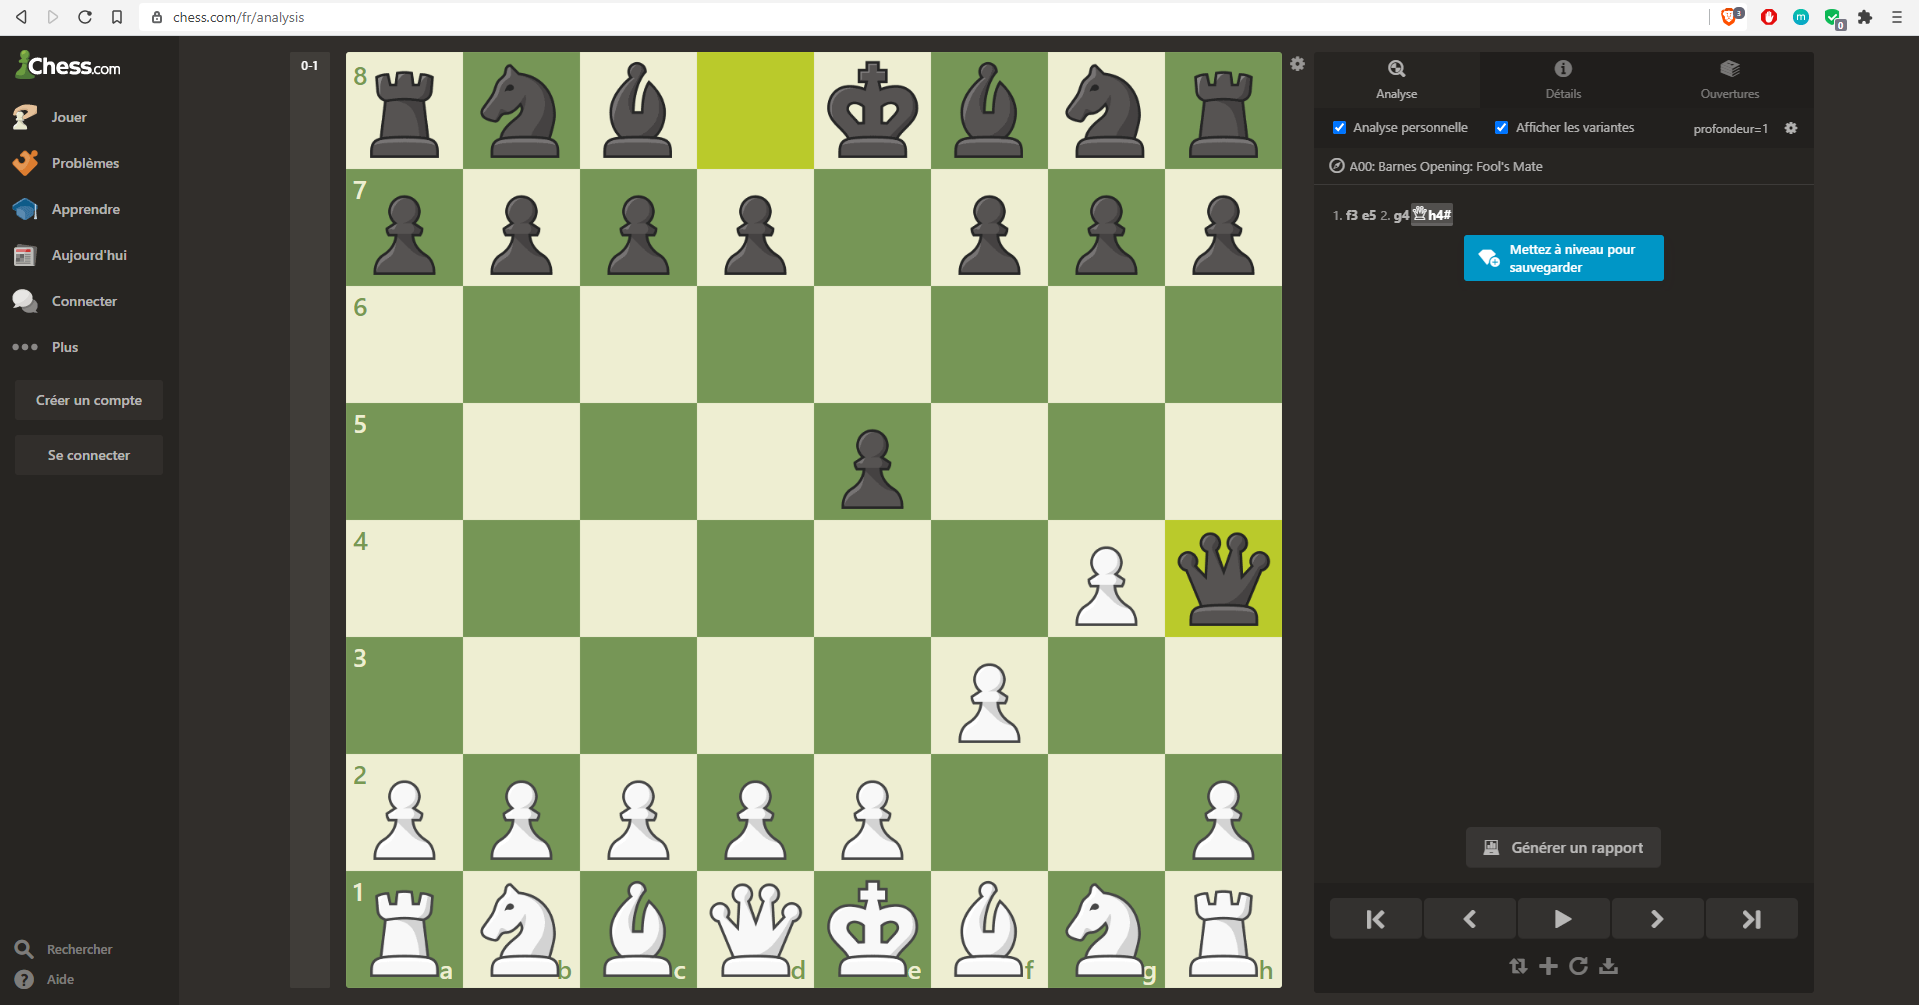 chess.com/fr/analysis
3
m
0
Chess.com
Jouer
Problèmes
Apprendre
Aujourd'hui
Connecter
Plus
Créer un compte
Se connecter
Rechercher
Aide
0-1
8
7
6
5
4
3
2
1
a b c d e f g h
Analyse Détails Ouvertures
Analyse personnelle Afficher les variantes profondeur=1
A00: Barnes Opening: Fool's Mate
1. f3 e5 2. g4 ♛h4#
Mettez à niveau pour
sauvegarder
Générer un rapport